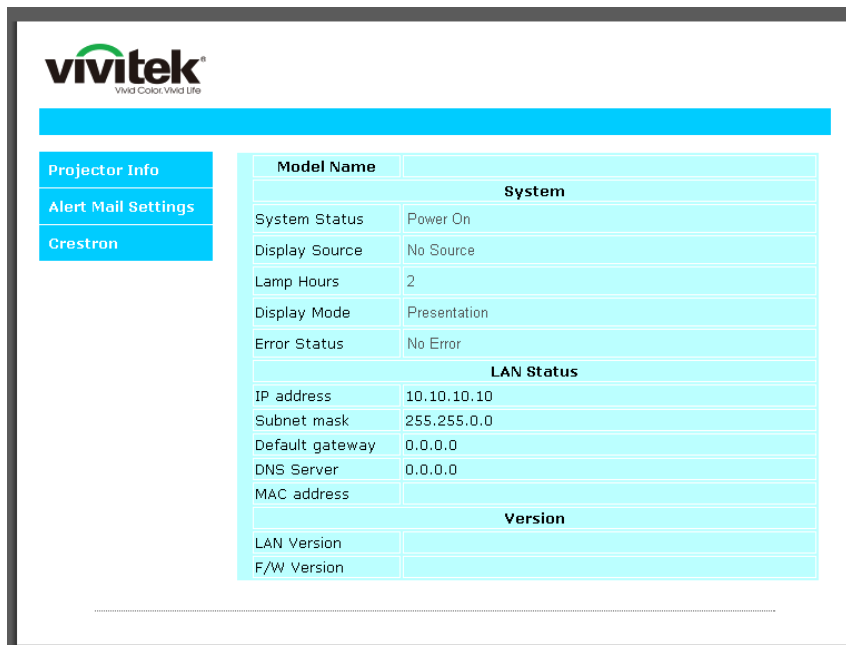 vivitek®
Vivid Color. Vivid Life
Projector Info
Alert Mail Settings
Crestron
Model Name
System
System Status Power On
Display Source No Source
Lamp Hours 2
Display Mode Presentation
Error Status No Error
LAN Status
IP address 10.10.10.10
Subnet mask 255.255.0.0
Default gateway 0.0.0.0
DNS Server 0.0.0.0
MAC address
Version
LAN Version
F/W Version